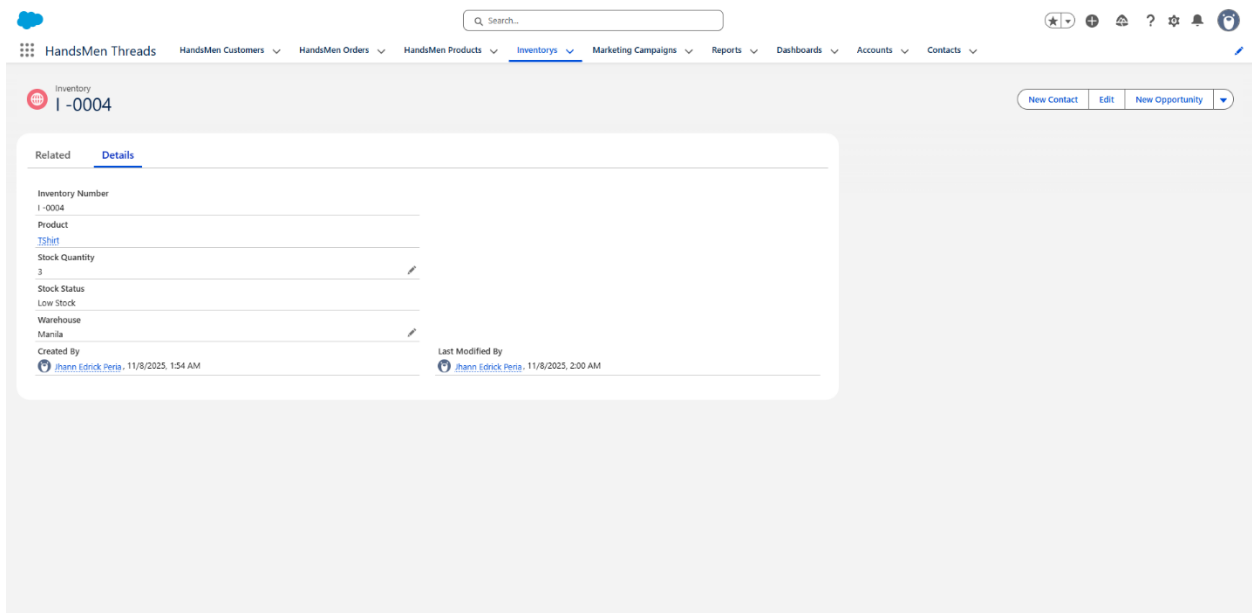 Search...
HandsMen Threads
HandsMen Customers
HandsMen Orders
HandsMen Products
Inventorys
Marketing Campaigns
Reports
Dashboards
Accounts
Contacts
Inventory
I -0004
New Contact
Edit
New Opportunity
Related
Details
Inventory Number
I -0004
Product
TShirt
Stock Quantity
3
Stock Status
Low Stock
Warehouse
Manila
Created By
Last Modified By
Jhann Edrick Peria, 11/8/2025, 1:54 AM
Jhann Edrick Peria, 11/8/2025, 2:00 AM